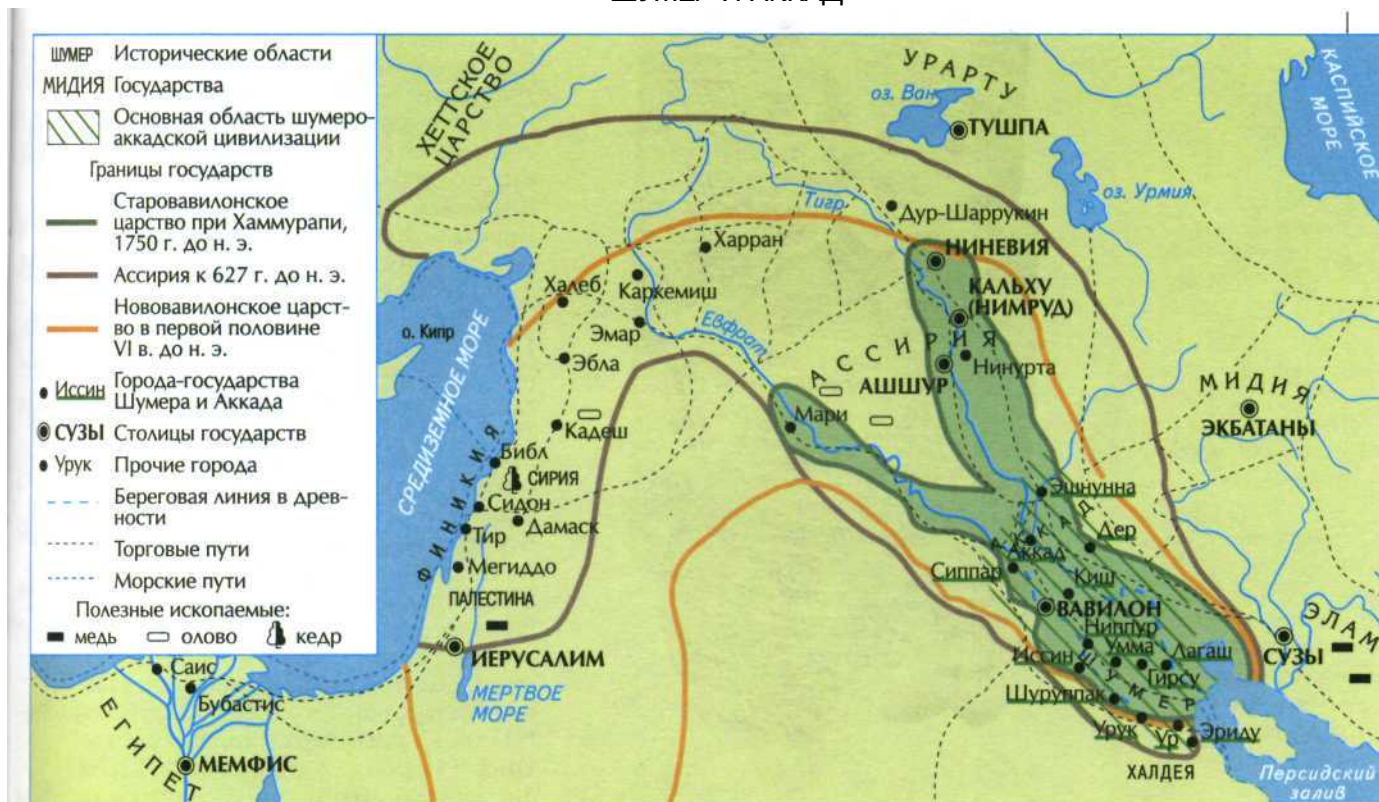 ШУМЕР И АККАД
ШУМЕР Исторические области
МИДИЯ Государства
Основная область шумеро-
аккадской цивилизации
Границы государств
Старовавилонское
царство при Хаммурапи,
1750 г. до н. э.
Ассирия к 627 г. до н. э.
Нововавилонское царст-
во в первой половине
VI в. до н. э.
Иссин Города-государства
Шумера и Аккада
СУЗЫ Столицы государств
Урук Прочие города
Береговая линия в древ-
ности
Торговые пути
Морские пути
Полезные ископаемые:
медь олово кедр
ХЕТТСКОЕ
ЦАРСТВО
УРАРТУ
оз. Ван
ТУШПА
КАСПИЙСКОЕ
МОРЕ
оз. Урмия
Тигр
Дур-Шаррукин
Харран
НИНЕВИЯ
Халеб
Каркемиш
КАЛЬХУ
(НИМРУД)
о. Кипр
Эмар
Евфрат
АССИРИЯ
Эбла
Нинурта
АШШУР
МИДИЯ
ЭКБАТАНЫ
СРЕДИЗЕМНОЕ МОРЕ
Мари
Кадеш
Библ
СИРИЯ
ФИНИКИЯ
Сидон
Дамаск
Тир
Эшнунна
АККАД
Дер
Аккад
Мегиддо
Сиппар
Киш
ПАЛЕСТИНА
ВАВИЛОН
Ниппур
ЭЛАМ
ИЕРУСАЛИМ
Иссин
Умма
Лагаш
СУЗЫ
Гирсу
ШУМЕР
Саис
Бубастис
МЕРТВОЕ
МОРЕ
Шуруппак
Урук
Ур
Эриду
ЕГИПЕТ
МЕМФИС
ХАЛДЕЯ
Персидский
залив